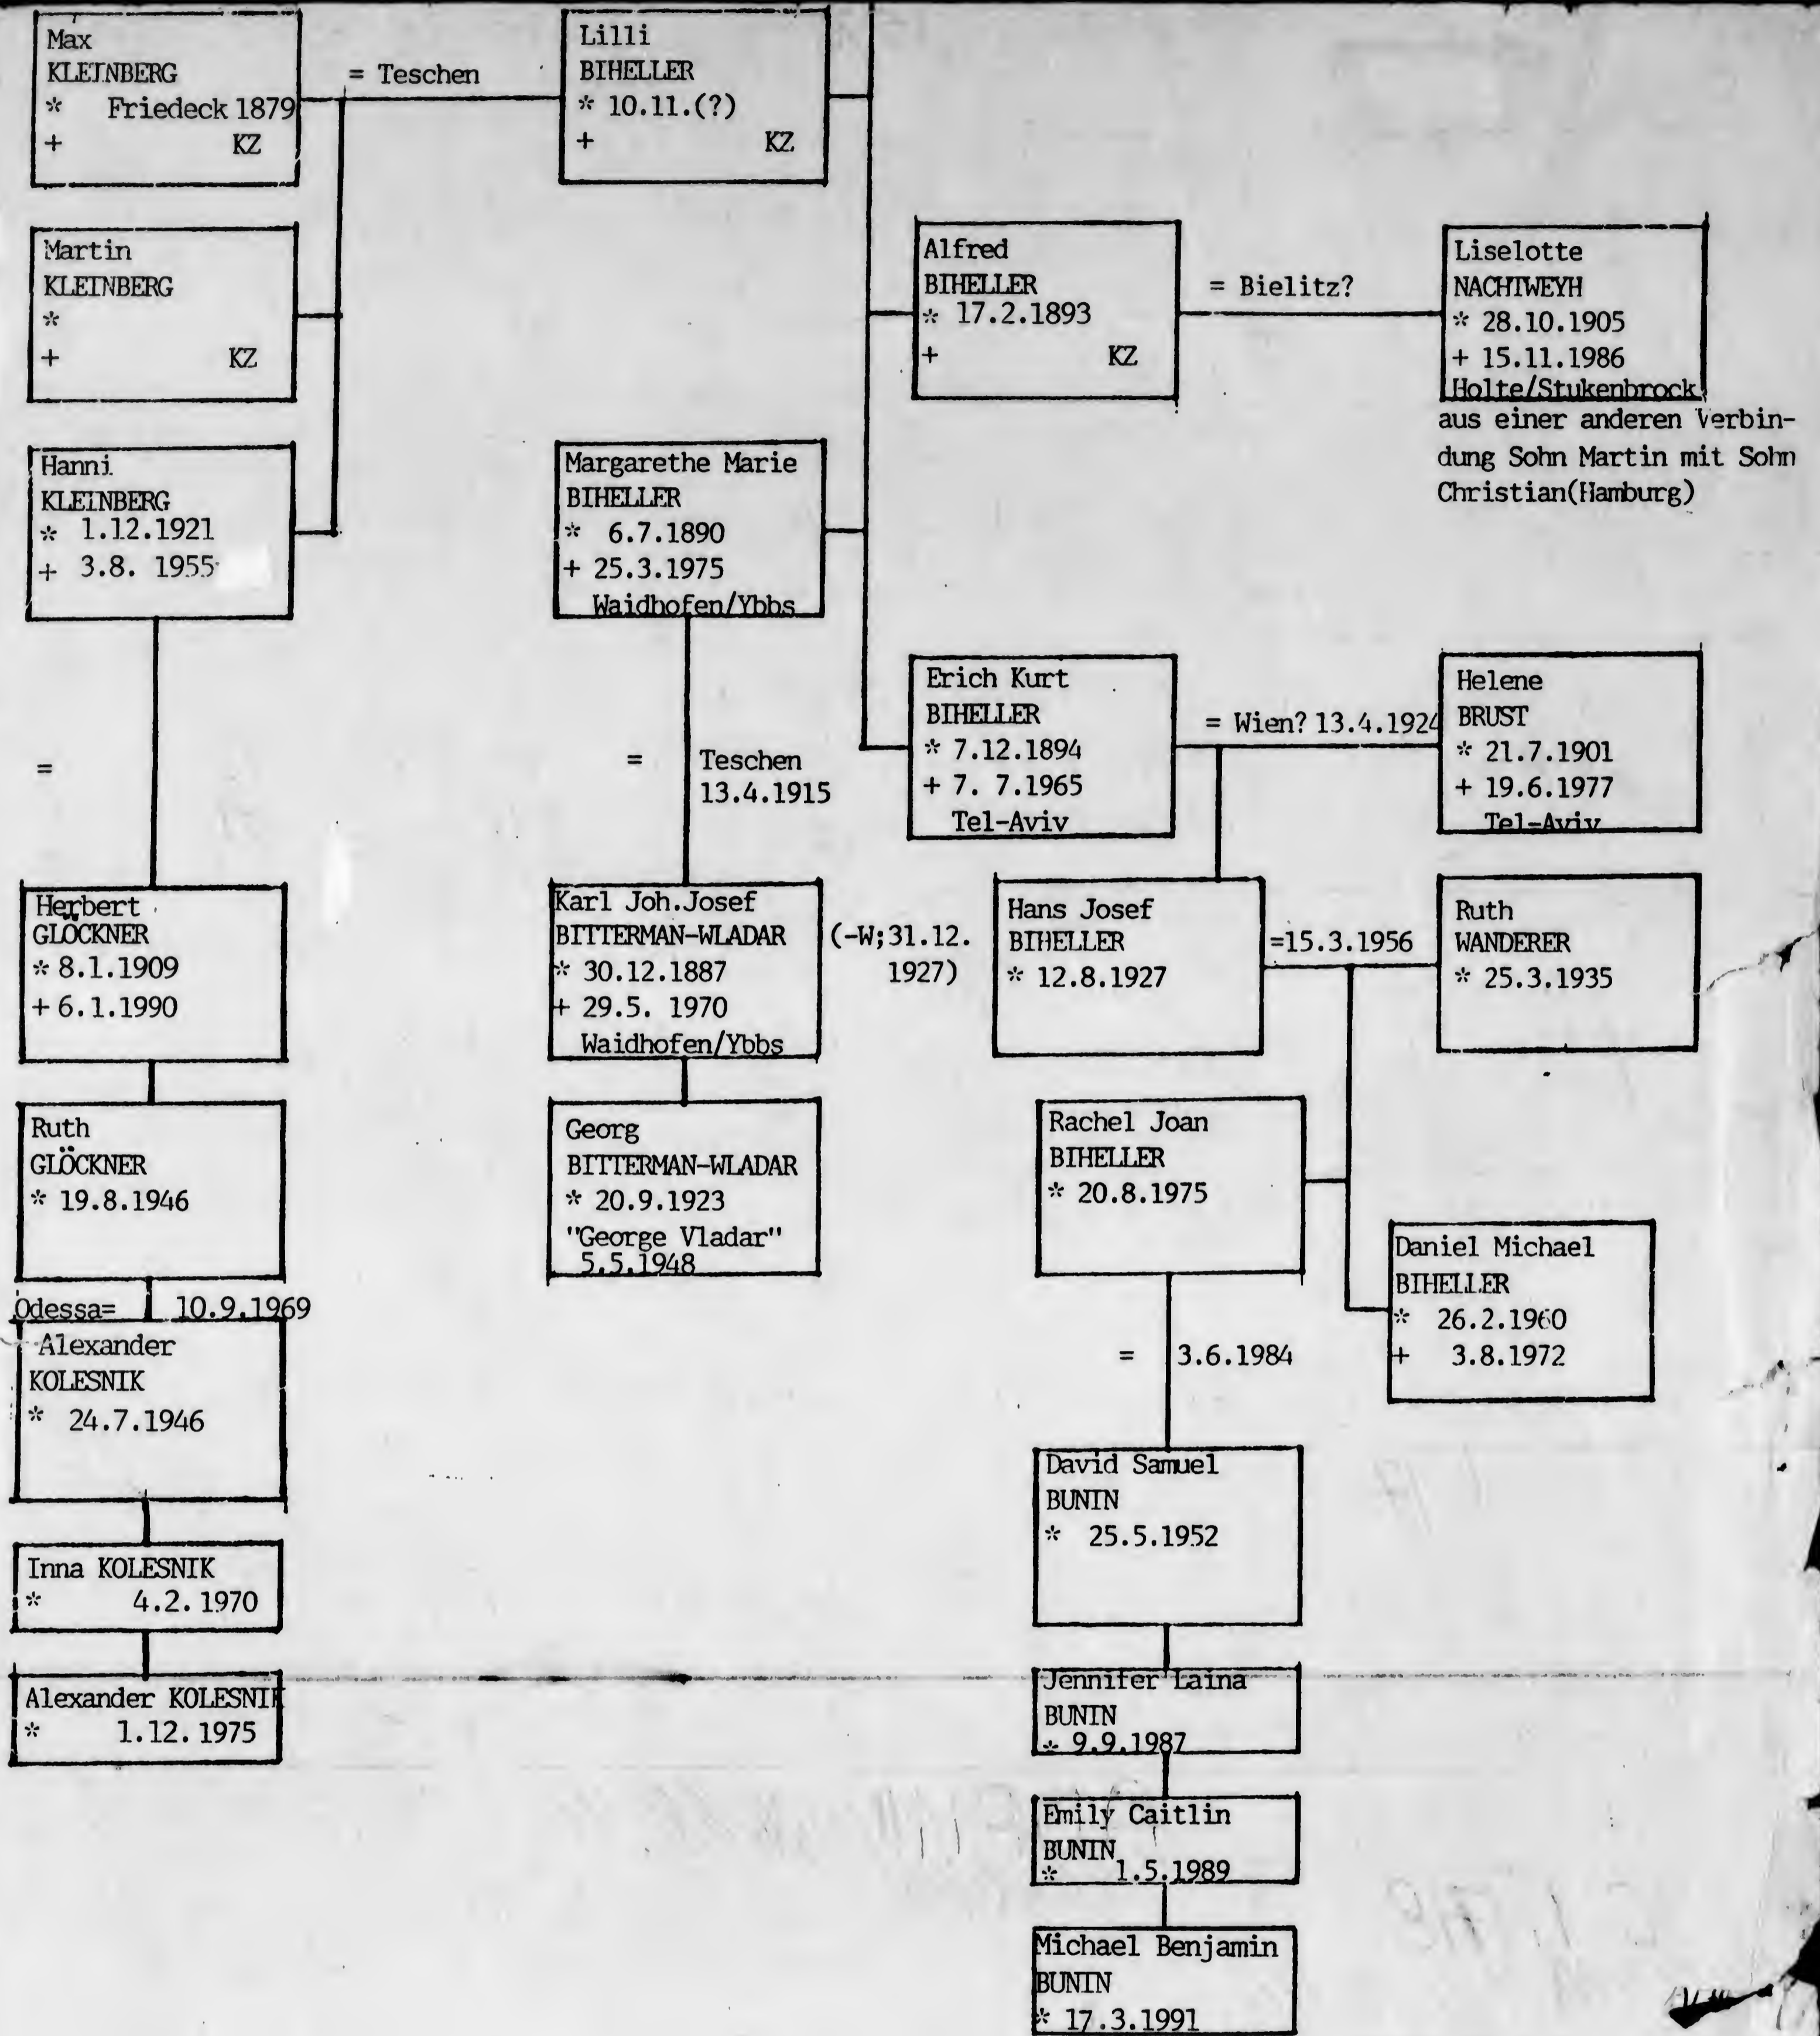 Max
KLEINBERG
* Friedeck 1879
+ KZ
= Teschen
Lilli
BIHELLER
* 10.11.(?)
+ KZ
Martin
KLEINBERG
*
+ KZ
Alfred
BIHELLER
* 17.2.1893
+ KZ
= Bielitz?
Liselotte
NACHTWEYH
* 28.10.1905
+ 15.11.1986
Holte/Stukenbrock
aus einer anderen Verbin-
dung Sohn Martin mit Sohn
Christian(Hamburg)
Hanni
KLEINBERG
* 1.12.1921
+ 3.8. 1955
Margarethe Marie
BIHELLER
* 6.7.1890
+ 25.3.1975
Waidhofen/Ybbs
Erich Kurt
BIHELLER
* 7.12.1894
+ 7. 7.1965
Tel-Aviv
= Wien? 13.4.1924
Helene
BRUST
* 21.7.1901
+ 19.6.1977
Tel-Aviv
=
= Teschen
13.4.1915
Herbert
GLÖCKNER
* 8.1.1909
+ 6.1.1990
Karl Joh.Josef
BITTERMAN-WLADAR
* 30.12.1887
+ 29.5. 1970
Waidhofen/Ybbs
(-W;31.12.
1927)
Hans Josef
BIHELLER
* 12.8.1927
=15.3.1956
Ruth
WANDERER
* 25.3.1935
Ruth
GLÖCKNER
* 19.8.1946
Georg
BITTERMAN-WLADAR
* 20.9.1923
"George Vladar"
5.5.1948
Rachel Joan
BIHELLER
* 20.8.1975
Daniel Michael
BIHELLER
* 26.2.1960
+ 3.8.1972
Odessa= 10.9.1969
Alexander
KOLESNIK
* 24.7.1946
= 3.6.1984
David Samuel
BUNIN
* 25.5.1952
Inna KOLESNIK
* 4.2.1970
Alexander KOLESNIK
* 1.12.1975
Jennifer Laina
BUNIN
* 9.9.1987
Emily Caitlin
BUNIN
* 1.5.1989
Michael Benjamin
BUNIN
* 17.3.1991